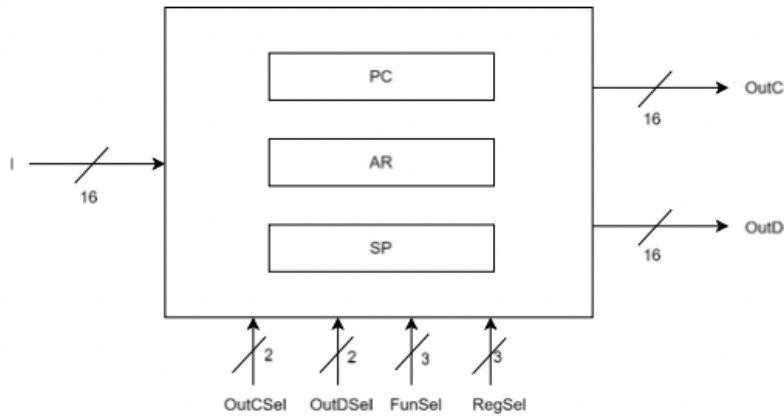 PC
OutC
16
I
16
AR
SP
OutD
16
2
2
3
3
OutCSel
OutDSel
FunSel
RegSel